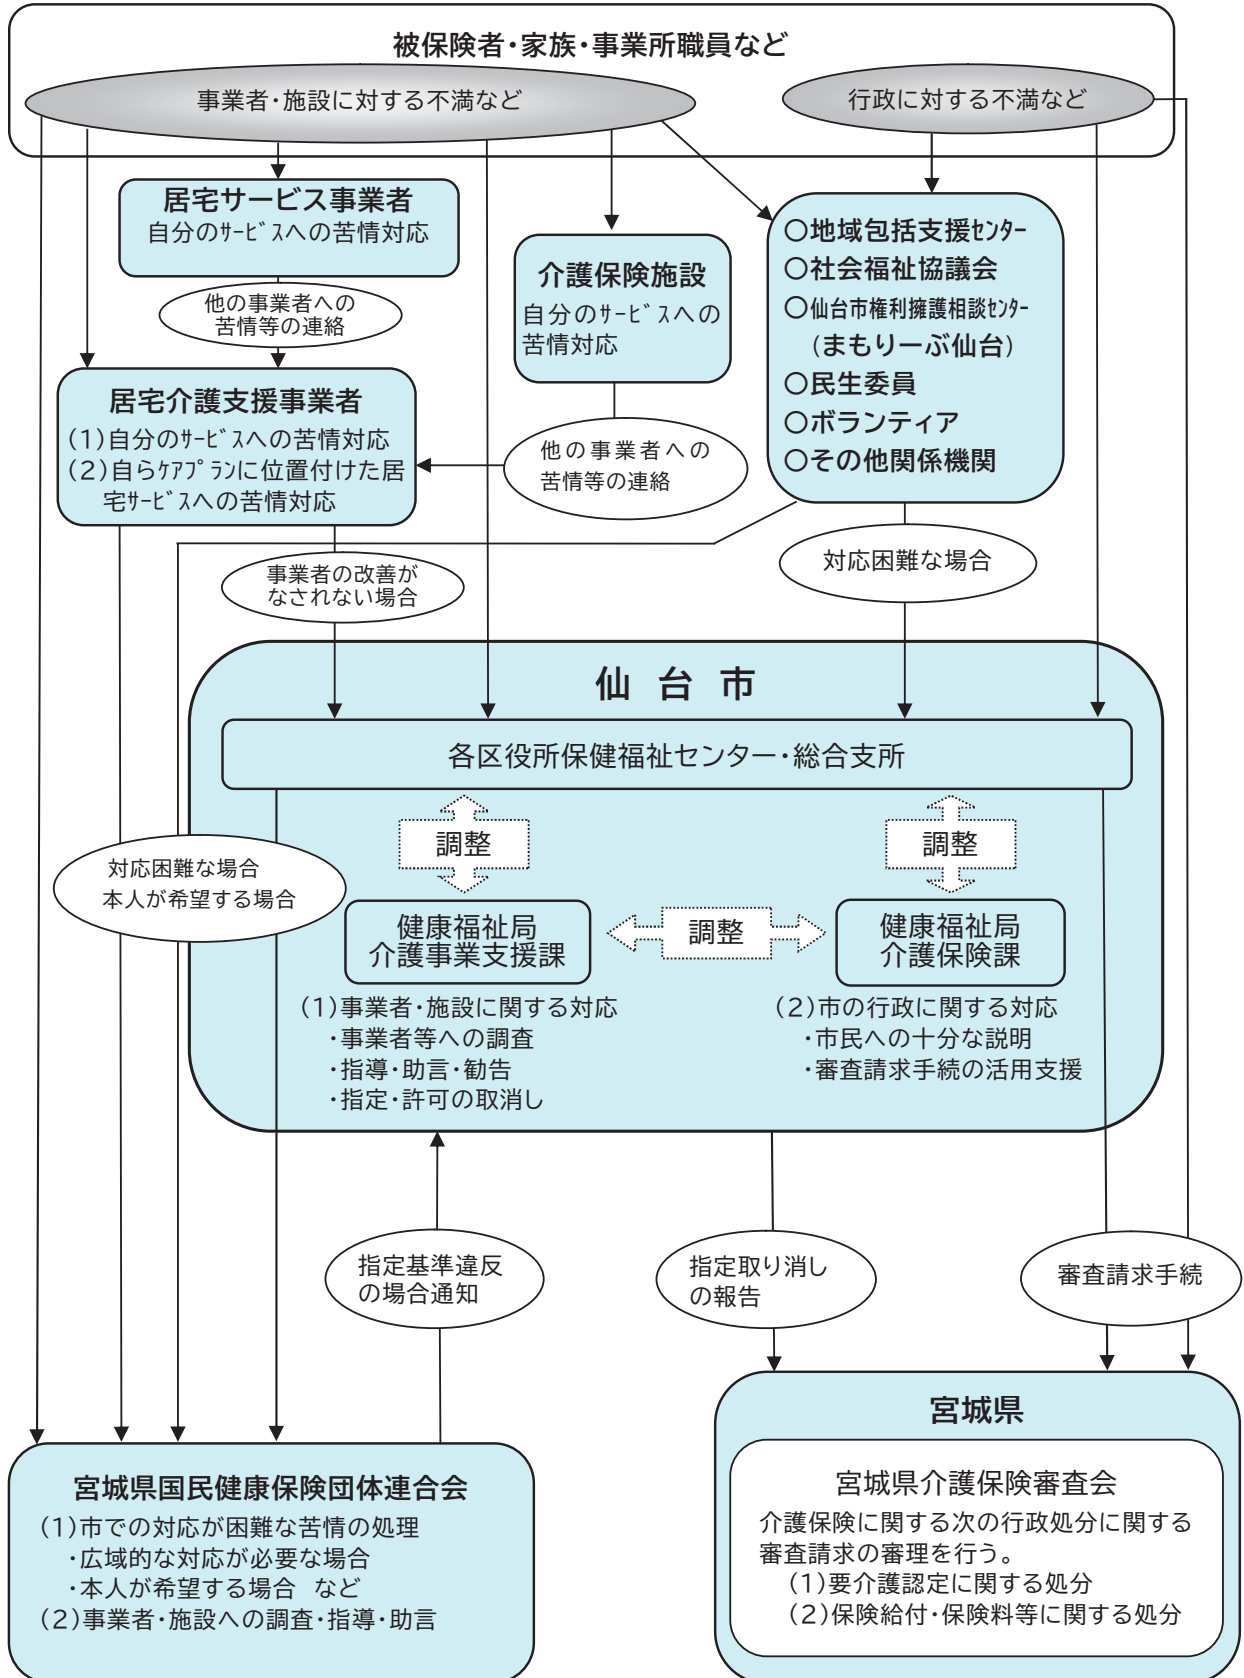 被保険者・家族・事業所職員など
事業者・施設に対する不満など
行政に対する不満など
居宅サービス事業者
自分のｻｰﾋﾞｽへの苦情対応
他の事業者への
苦情等の連絡
居宅介護支援事業者
(1)自分のｻｰﾋﾞｽへの苦情対応
(2)自らｹｱﾌﾟﾗﾝに位置付けた居
宅ｻｰﾋﾞｽへの苦情対応
介護保険施設
自分のｻｰﾋﾞｽへの
苦情対応
他の事業者への
苦情等の連絡
○地域包括支援ｾﾝﾀｰ
○社会福祉協議会
○仙台市権利擁護相談ｾﾝﾀｰ
(まもりーぶ仙台)
○民生委員
○ボランティア
○その他関係機関
事業者の改善が
なされない場合
対応困難な場合
仙台市
各区役所保健福祉センター・総合支所
調整
調整
対応困難な場合
本人が希望する場合
健康福祉局
介護事業支援課
調整
健康福祉局
介護保険課
(1)事業者・施設に関する対応
・事業者等への調査
・指導・助言・勧告
・指定・許可の取消し
(2)市の行政に関する対応
・市民への十分な説明
・審査請求手続の活用支援
指定基準違反
の場合通知
指定取り消し
の報告
審査請求手続
宮城県国民健康保険団体連合会
(1)市での対応が困難な苦情の処理
・広域的な対応が必要な場合
・本人が希望する場合 など
(2)事業者・施設への調査・指導・助言
宮城県
宮城県介護保険審査会
介護保険に関する次の行政処分に関する
審査請求の審理を行う。
(1)要介護認定に関する処分
(2)保険給付・保険料等に関する処分